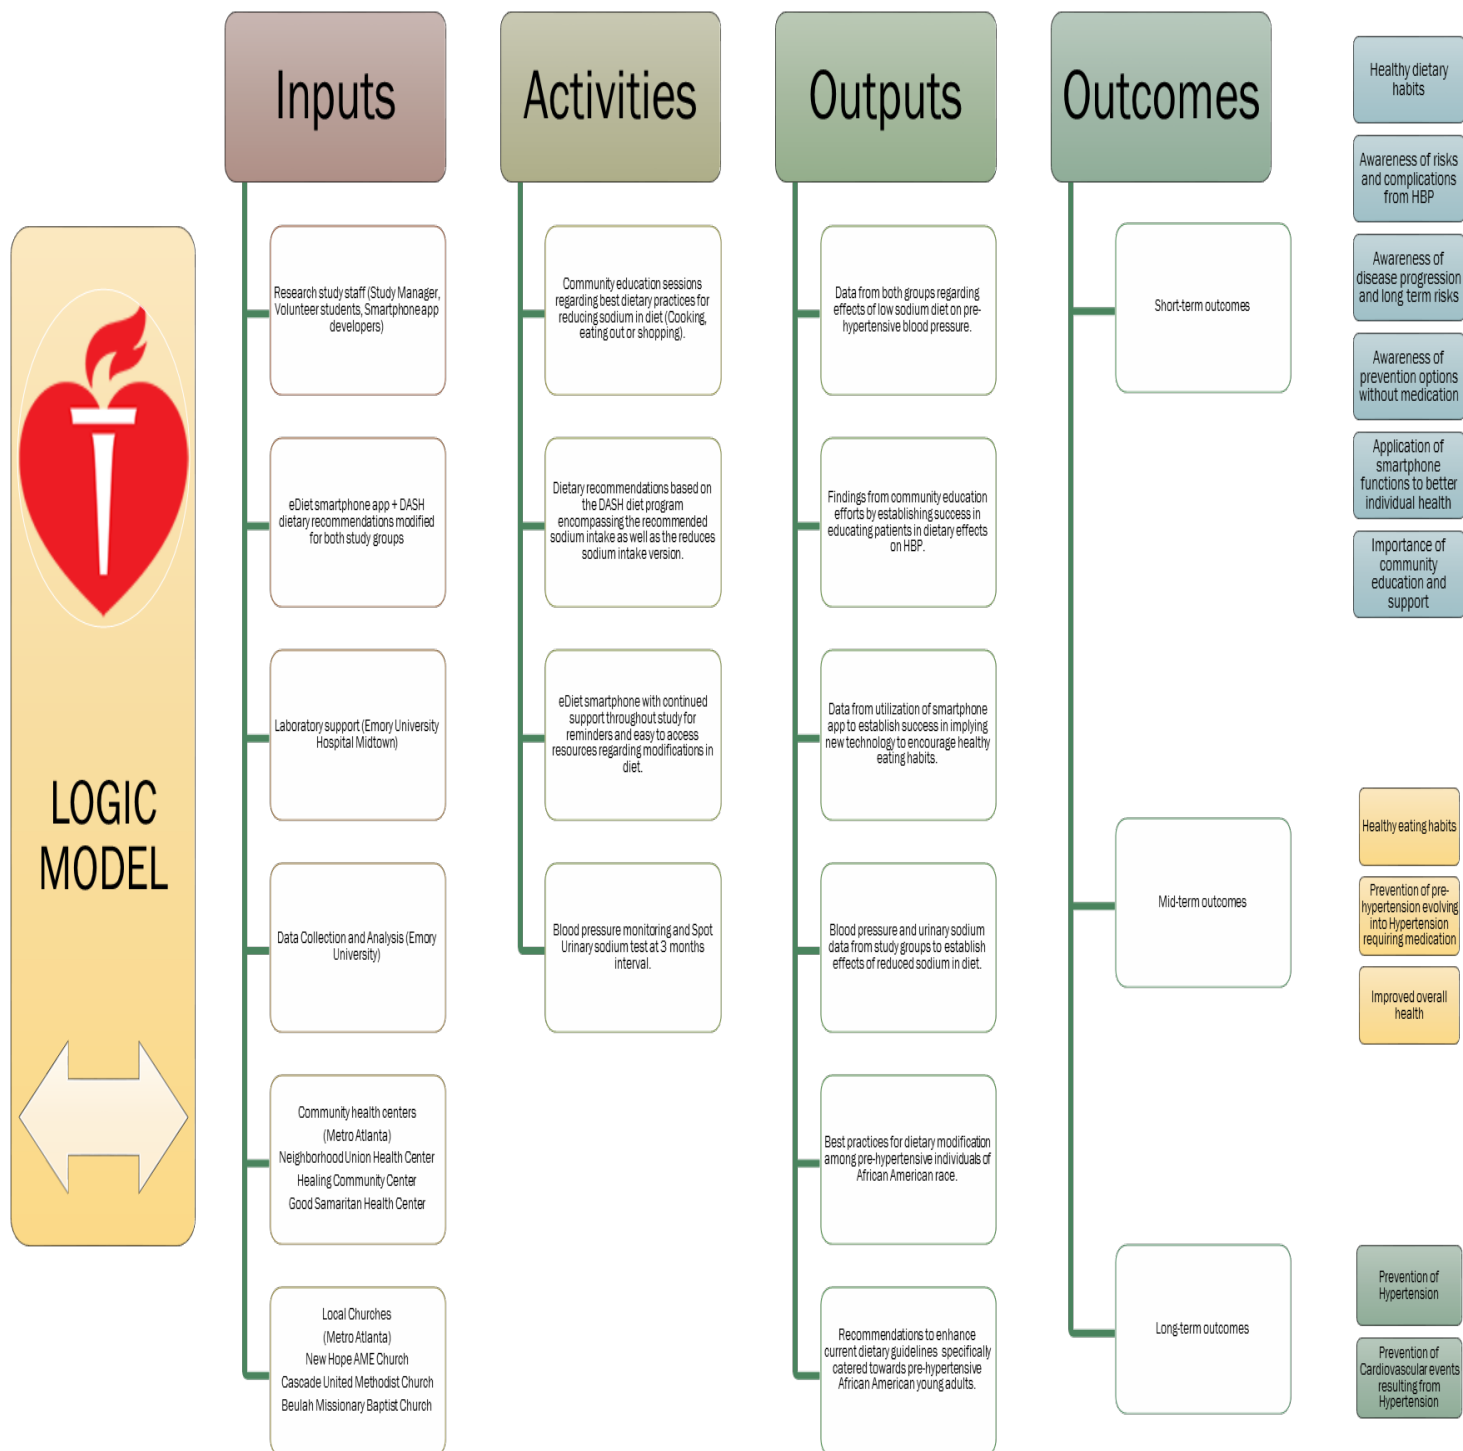 LOGIC
MODEL
Inputs
Research study staff (Study Manager,
Volunteer students, Smartphone app
developers)
eDiet smartphone app + DASH
dietary recommendations modified
for both study groups
Laboratory support (Emory University
Hospital Midtown)
Data Collection and Analysis (Emory
University)
Community health centers
(Metro Atlanta)
Neighborhood Union Health Center
Healing Community Center
Good Samaritan Health Center
Local Churches
(Metro Atlanta)
New Hope AME Church
Cascade United Methodist Church
Beulah Missionary Baptist Church
Activities
Community education sessions
regarding best dietary practices for
reducing sodium in diet (Cooking,
eating out or shopping).
Dietary recommendations based on
the DASH diet program
encompassing the recommended
sodium intake as well as the reduces
sodium intake version.
eDiet smartphone with continued
support throughout study for
reminders and easy to access
resources regarding modifications in
diet.
Blood pressure monitoring and Spot
Urinary sodium test at 3 months
interval.
Outputs
Data from both groups regarding
effects of low sodium diet on pre-
hypertensive blood pressure.
Findings from community education
efforts by establishing success in
educating patients in dietary effects
on HBP.
Data from utilization of smartphone
app to establish success in implying
new technology to encourage healthy
eating habits.
Blood pressure and urinary sodium
data from study groups to establish
effects of reduced sodium in diet.
Best practices for dietary modification
among pre-hypertensive individuals of
African American race.
Recommendations to enhance
current dietary guidelines specifically
catered towards pre-hypertensive
African American young adults.
Outcomes
Short-term outcomes
Healthy dietary
habits
Awareness of risks
and complications
from HBP
Awareness of
disease progression
and long term risks
Awareness of
prevention options
without medication
Application of
smartphone
functions to better
individual health
Importance of
community
education and
support
Mid-term outcomes
Healthy eating habits
Prevention of pre-
hypertension evolving
into Hypertension
requiring medication
Improved overall
health
Long-term outcomes
Prevention of
Hypertension
Prevention of
Cardiovascular events
resulting from
Hypertension